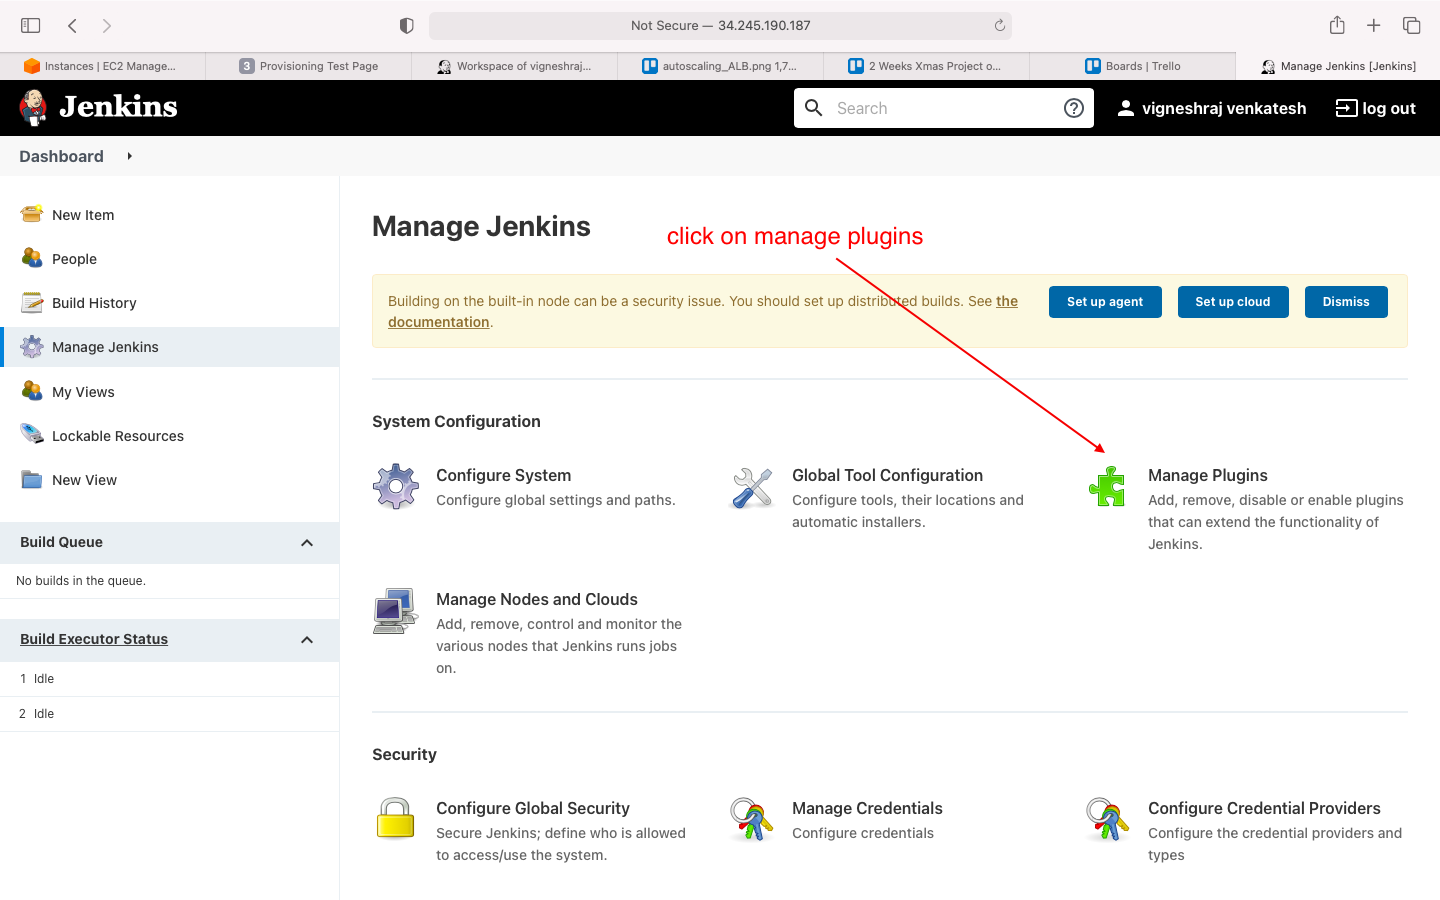 Not Secure — 34.245.190.187
Instances | EC2 Manage...
3 Provisioning Test Page
Workspace of vigneshraj...
autoscaling_ALB.png 1,7...
2 Weeks Xmas Project o...
Boards | Trello
Manage Jenkins [Jenkins]
Jenkins
Search
vigneshraj venkatesh
log out
Dashboard
New Item
People
Build History
Manage Jenkins
My Views
Lockable Resources
New View
Build Queue
No builds in the queue.
Build Executor Status
1 Idle
2 Idle
Manage Jenkins
click on manage plugins
Building on the built-in node can be a security issue. You should set up distributed builds. See the
documentation.
Set up agent
Set up cloud
Dismiss
System Configuration
Configure System
Configure global settings and paths.
Global Tool Configuration
Configure tools, their locations and
automatic installers.
Manage Plugins
Add, remove, disable or enable plugins
that can extend the functionality of
Jenkins.
Manage Nodes and Clouds
Add, remove, control and monitor the
various nodes that Jenkins runs jobs
on.
Security
Configure Global Security
Secure Jenkins; define who is allowed
to access/use the system.
Manage Credentials
Configure credentials
Configure Credential Providers
Configure the credential providers and
types